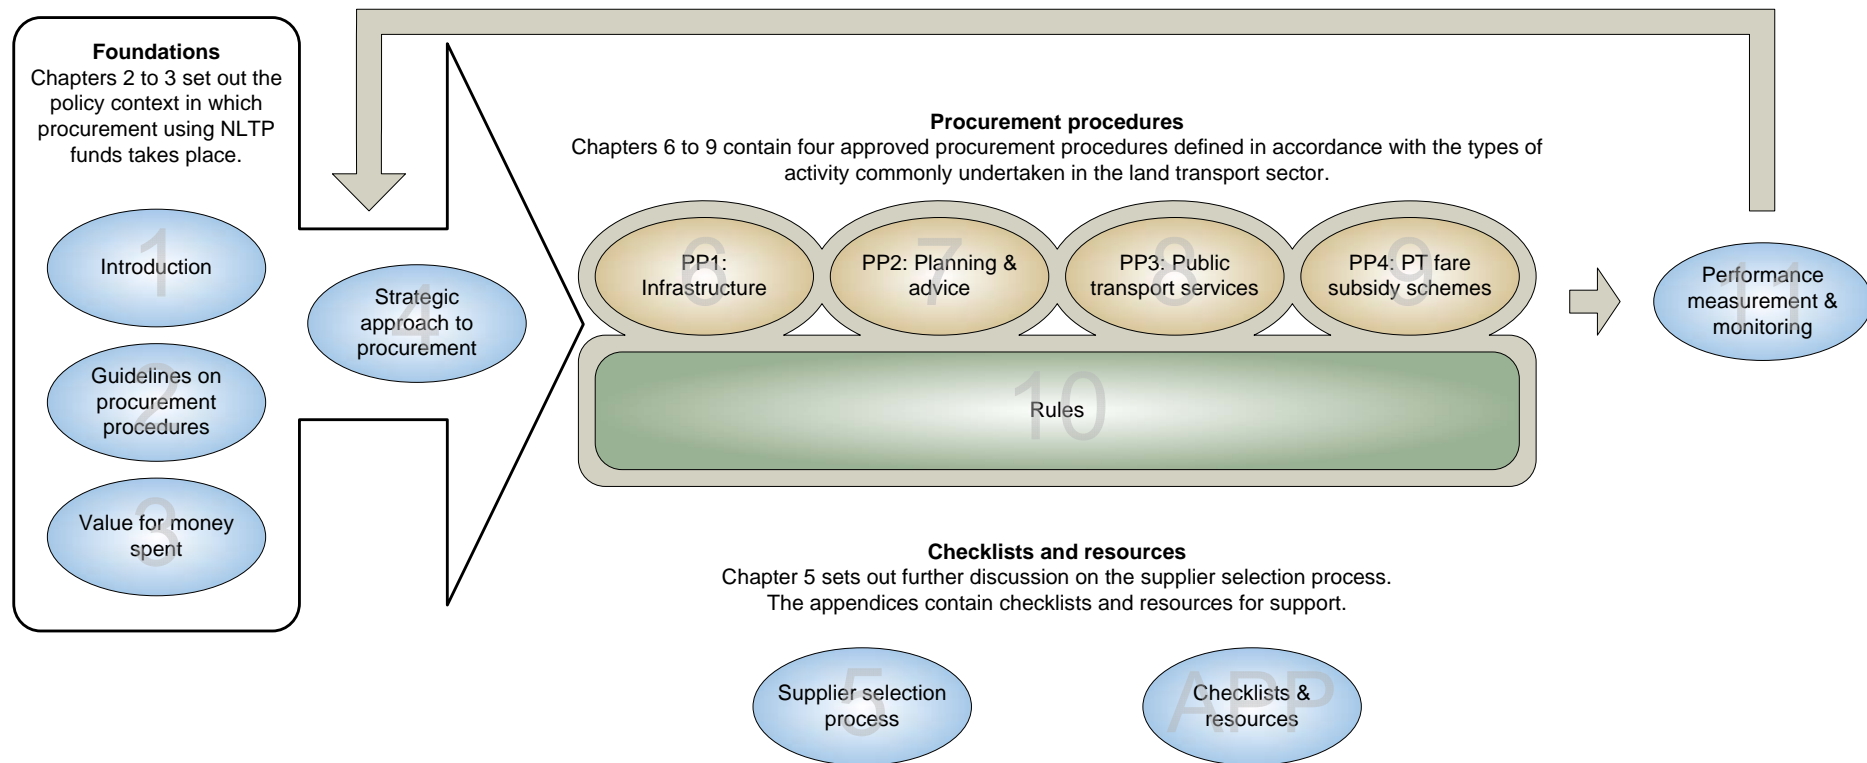 Foundations
Chapters 2 to 3 set out the
policy context in which
procurement using NLTP
funds takes place.
1
Introduction
2
Guidelines on
procurement
procedures
3
Value for money
spent
4
Strategic
approach to
procurement
Procurement procedures
Chapters 6 to 9 contain four approved procurement procedures defined in accordance with the types of
activity commonly undertaken in the land transport sector.
6
PP1:
Infrastructure
7
PP2: Planning &
advice
8
PP3: Public
transport services
9
PP4: PT fare
subsidy schemes
10
Rules
11
Performance
measurement &
monitoring
Checklists and resources
Chapter 5 sets out further discussion on the supplier selection process.
The appendices contain checklists and resources for support.
5
Supplier selection
process
APP
Checklists &
resources